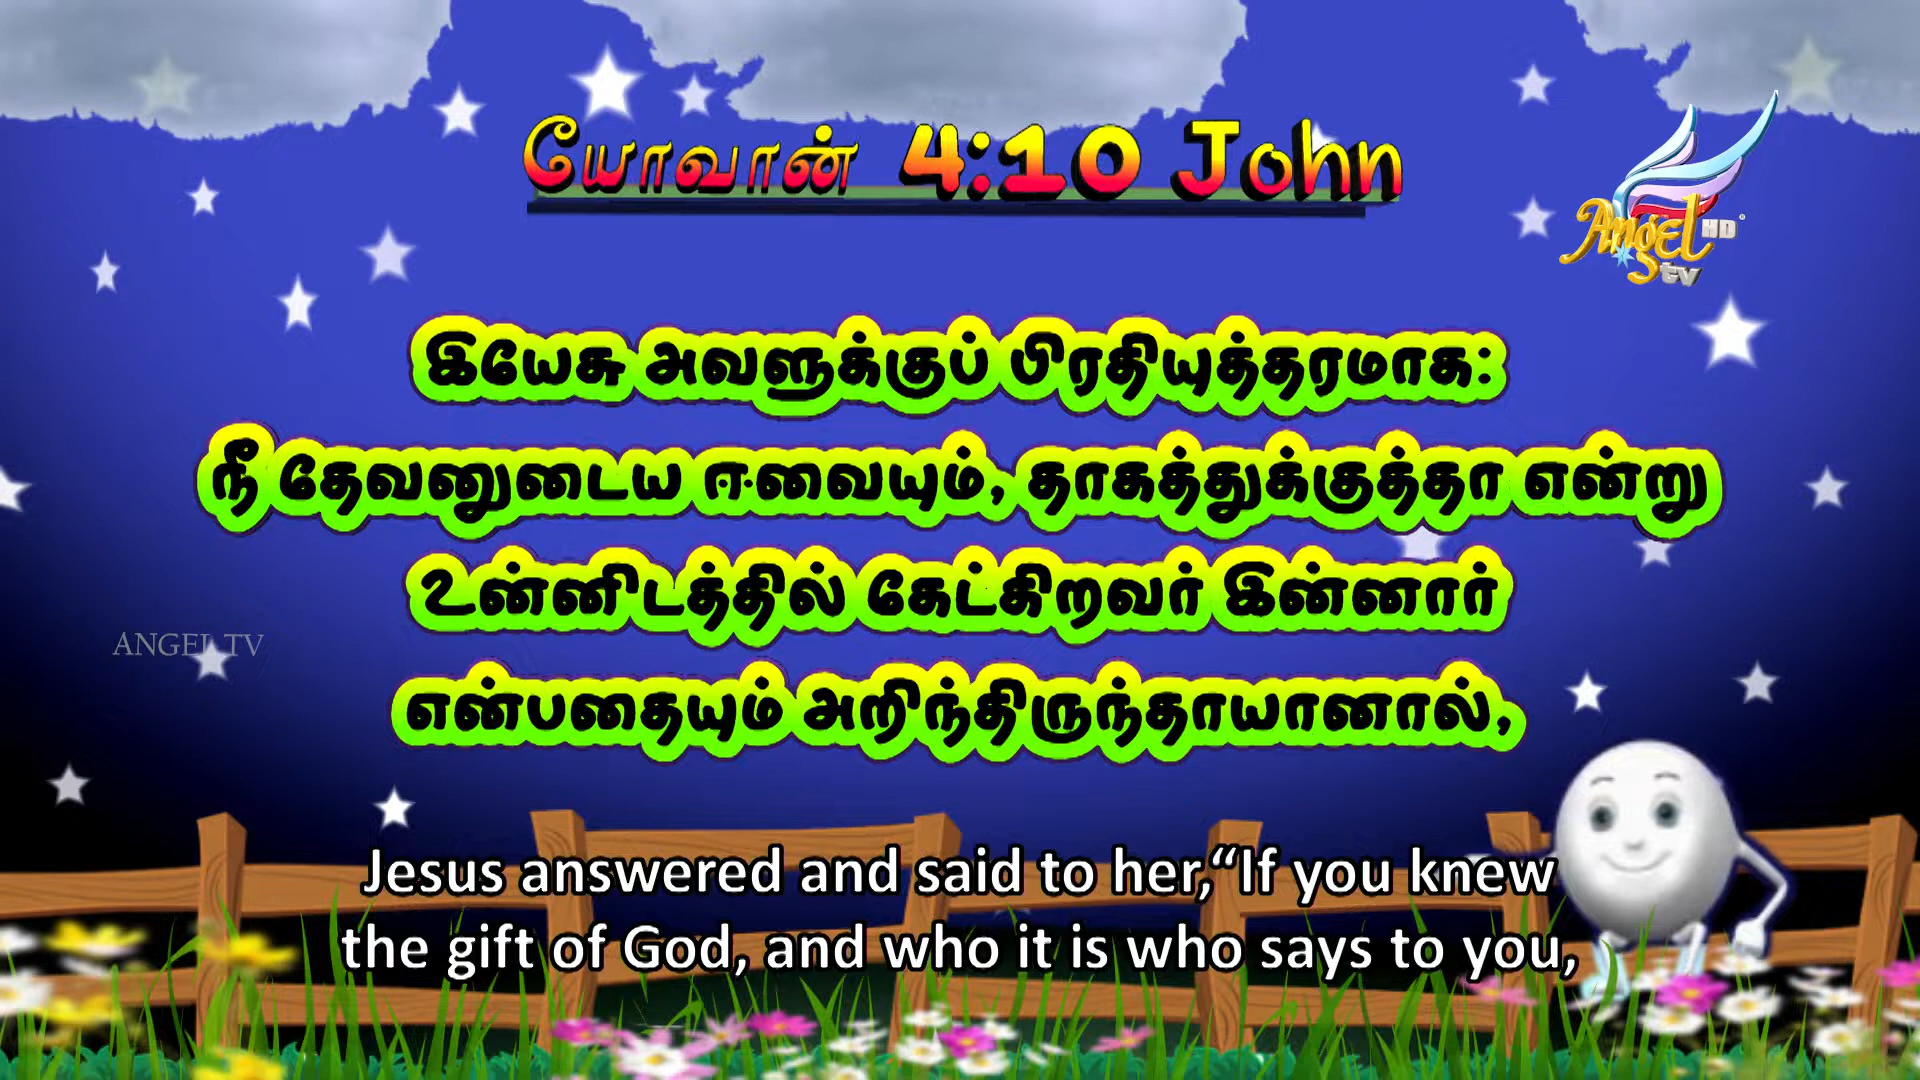 யோவான் 4:10 John
Angel HD
tv
இயேசு அவளுக்குப் பிரதியுத்தரமாக:
நீ தேவனுடைய ஈவையும், தாகத்துக்குத்தா என்று
உன்னிடத்தில் கேட்கிறவர் இன்னார்
ANGEL TV
என்பதையும் அறிந்திருந்தாயானால்,
Jesus answered and said to her,“If you knew
the gift of God, and who it is who says to you,